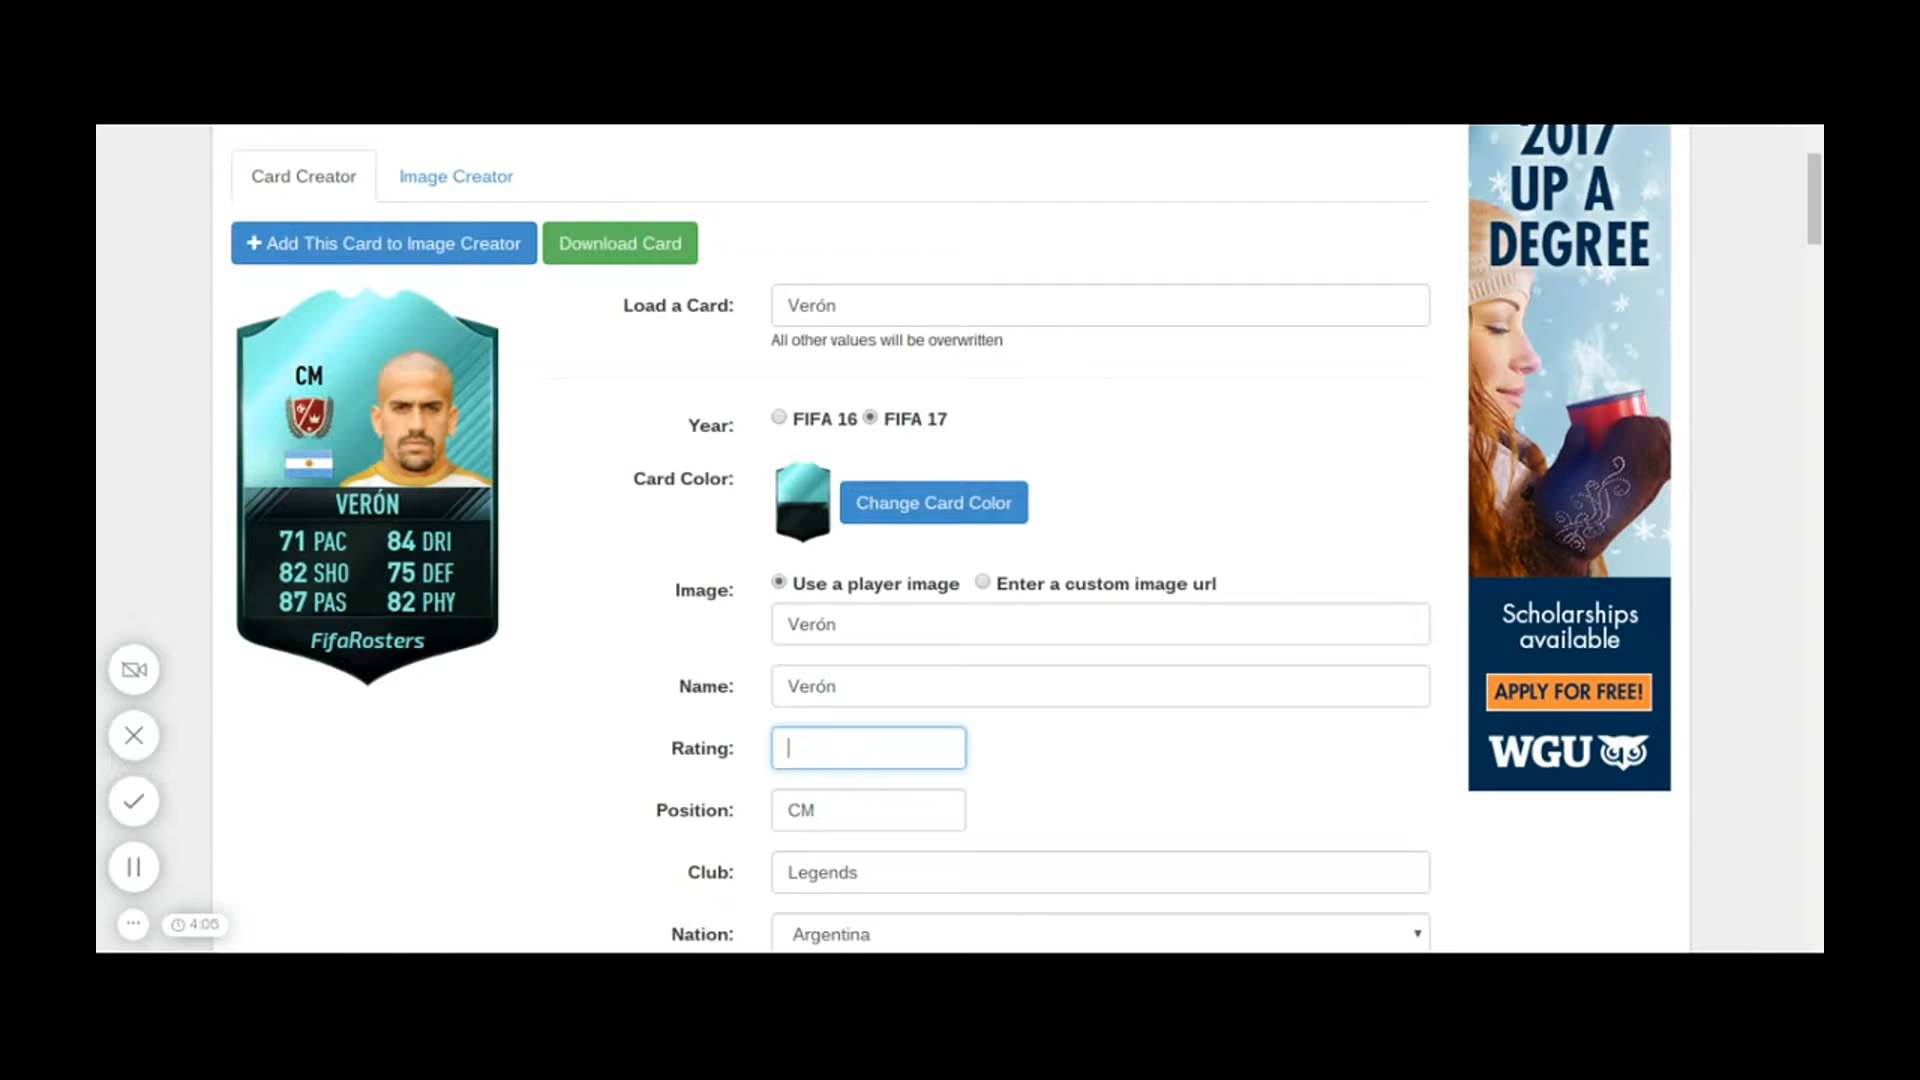 Card Creator
Image Creator
Add This Card to Image Creator
Download Card
Load a Card:
Verón
All other values will be overwritten
Year:
FIFA 16
FIFA 17
Card Color:
Change Card Color
Image:
Use a player image
Enter a custom image url
Verón
Name:
Verón
Rating:
Position:
CM
Club:
Legends
Nation:
Argentina
CM
VERÓN
71 PAC 84 DRI
82 SHO 75 DEF
87 PAS 82 PHY
FifaRosters
4:05
2017
UP A
DEGREE
Scholarships
available
APPLY FOR FREE!
WGU